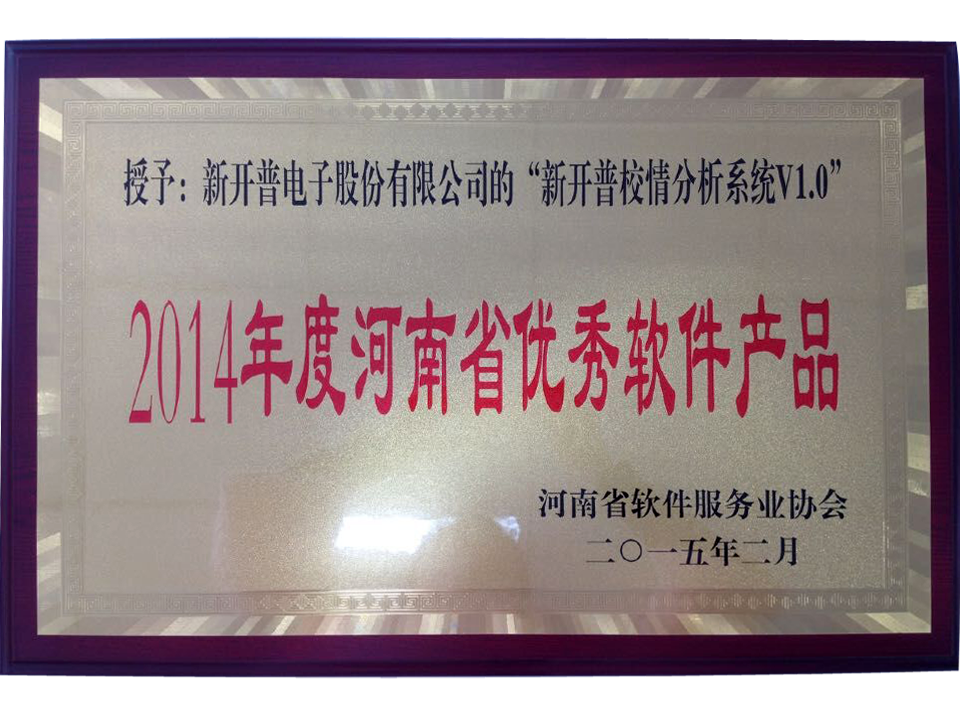 授予：新开普电子股份有限公司的“新开普校情分析系统V1.0”
2014年度河南省优秀软件产品
河南省软件服务业协会
二〇一五年二月